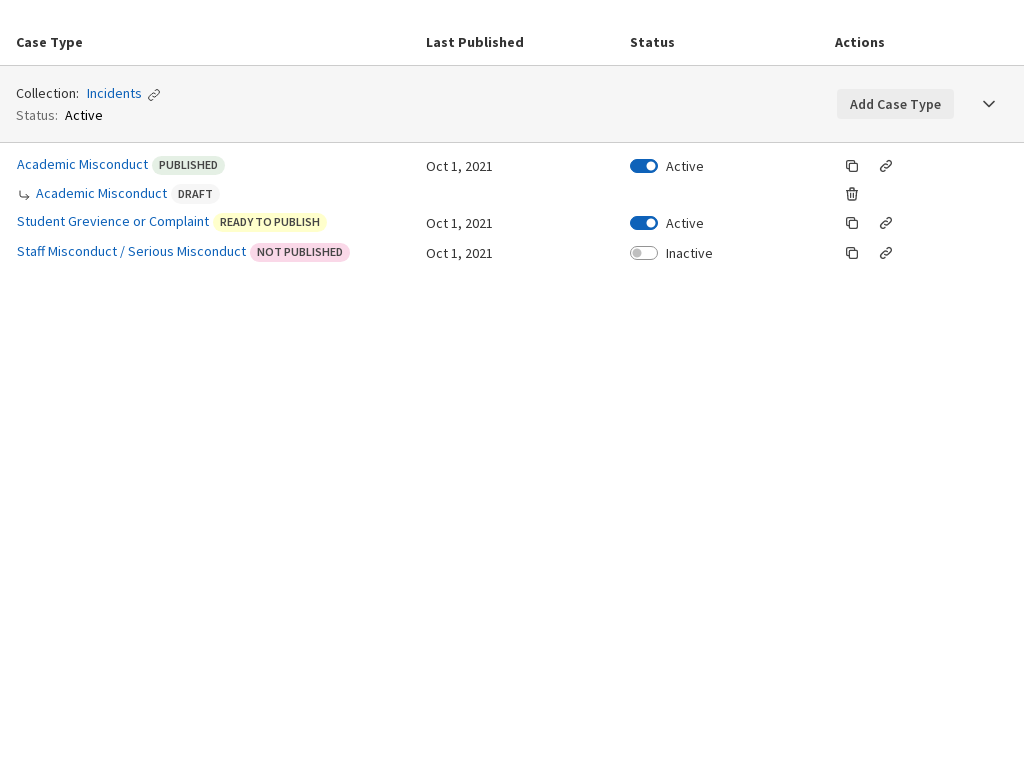 Case Type Last Published Status Actions
Collection: Incidents
Status: Active
Add Case Type
Academic Misconduct PUBLISHED Oct 1, 2021 Active
Academic Misconduct DRAFT
Student Grevience or Complaint READY TO PUBLISH Oct 1, 2021 Active
Staff Misconduct / Serious Misconduct NOT PUBLISHED Oct 1, 2021 Inactive